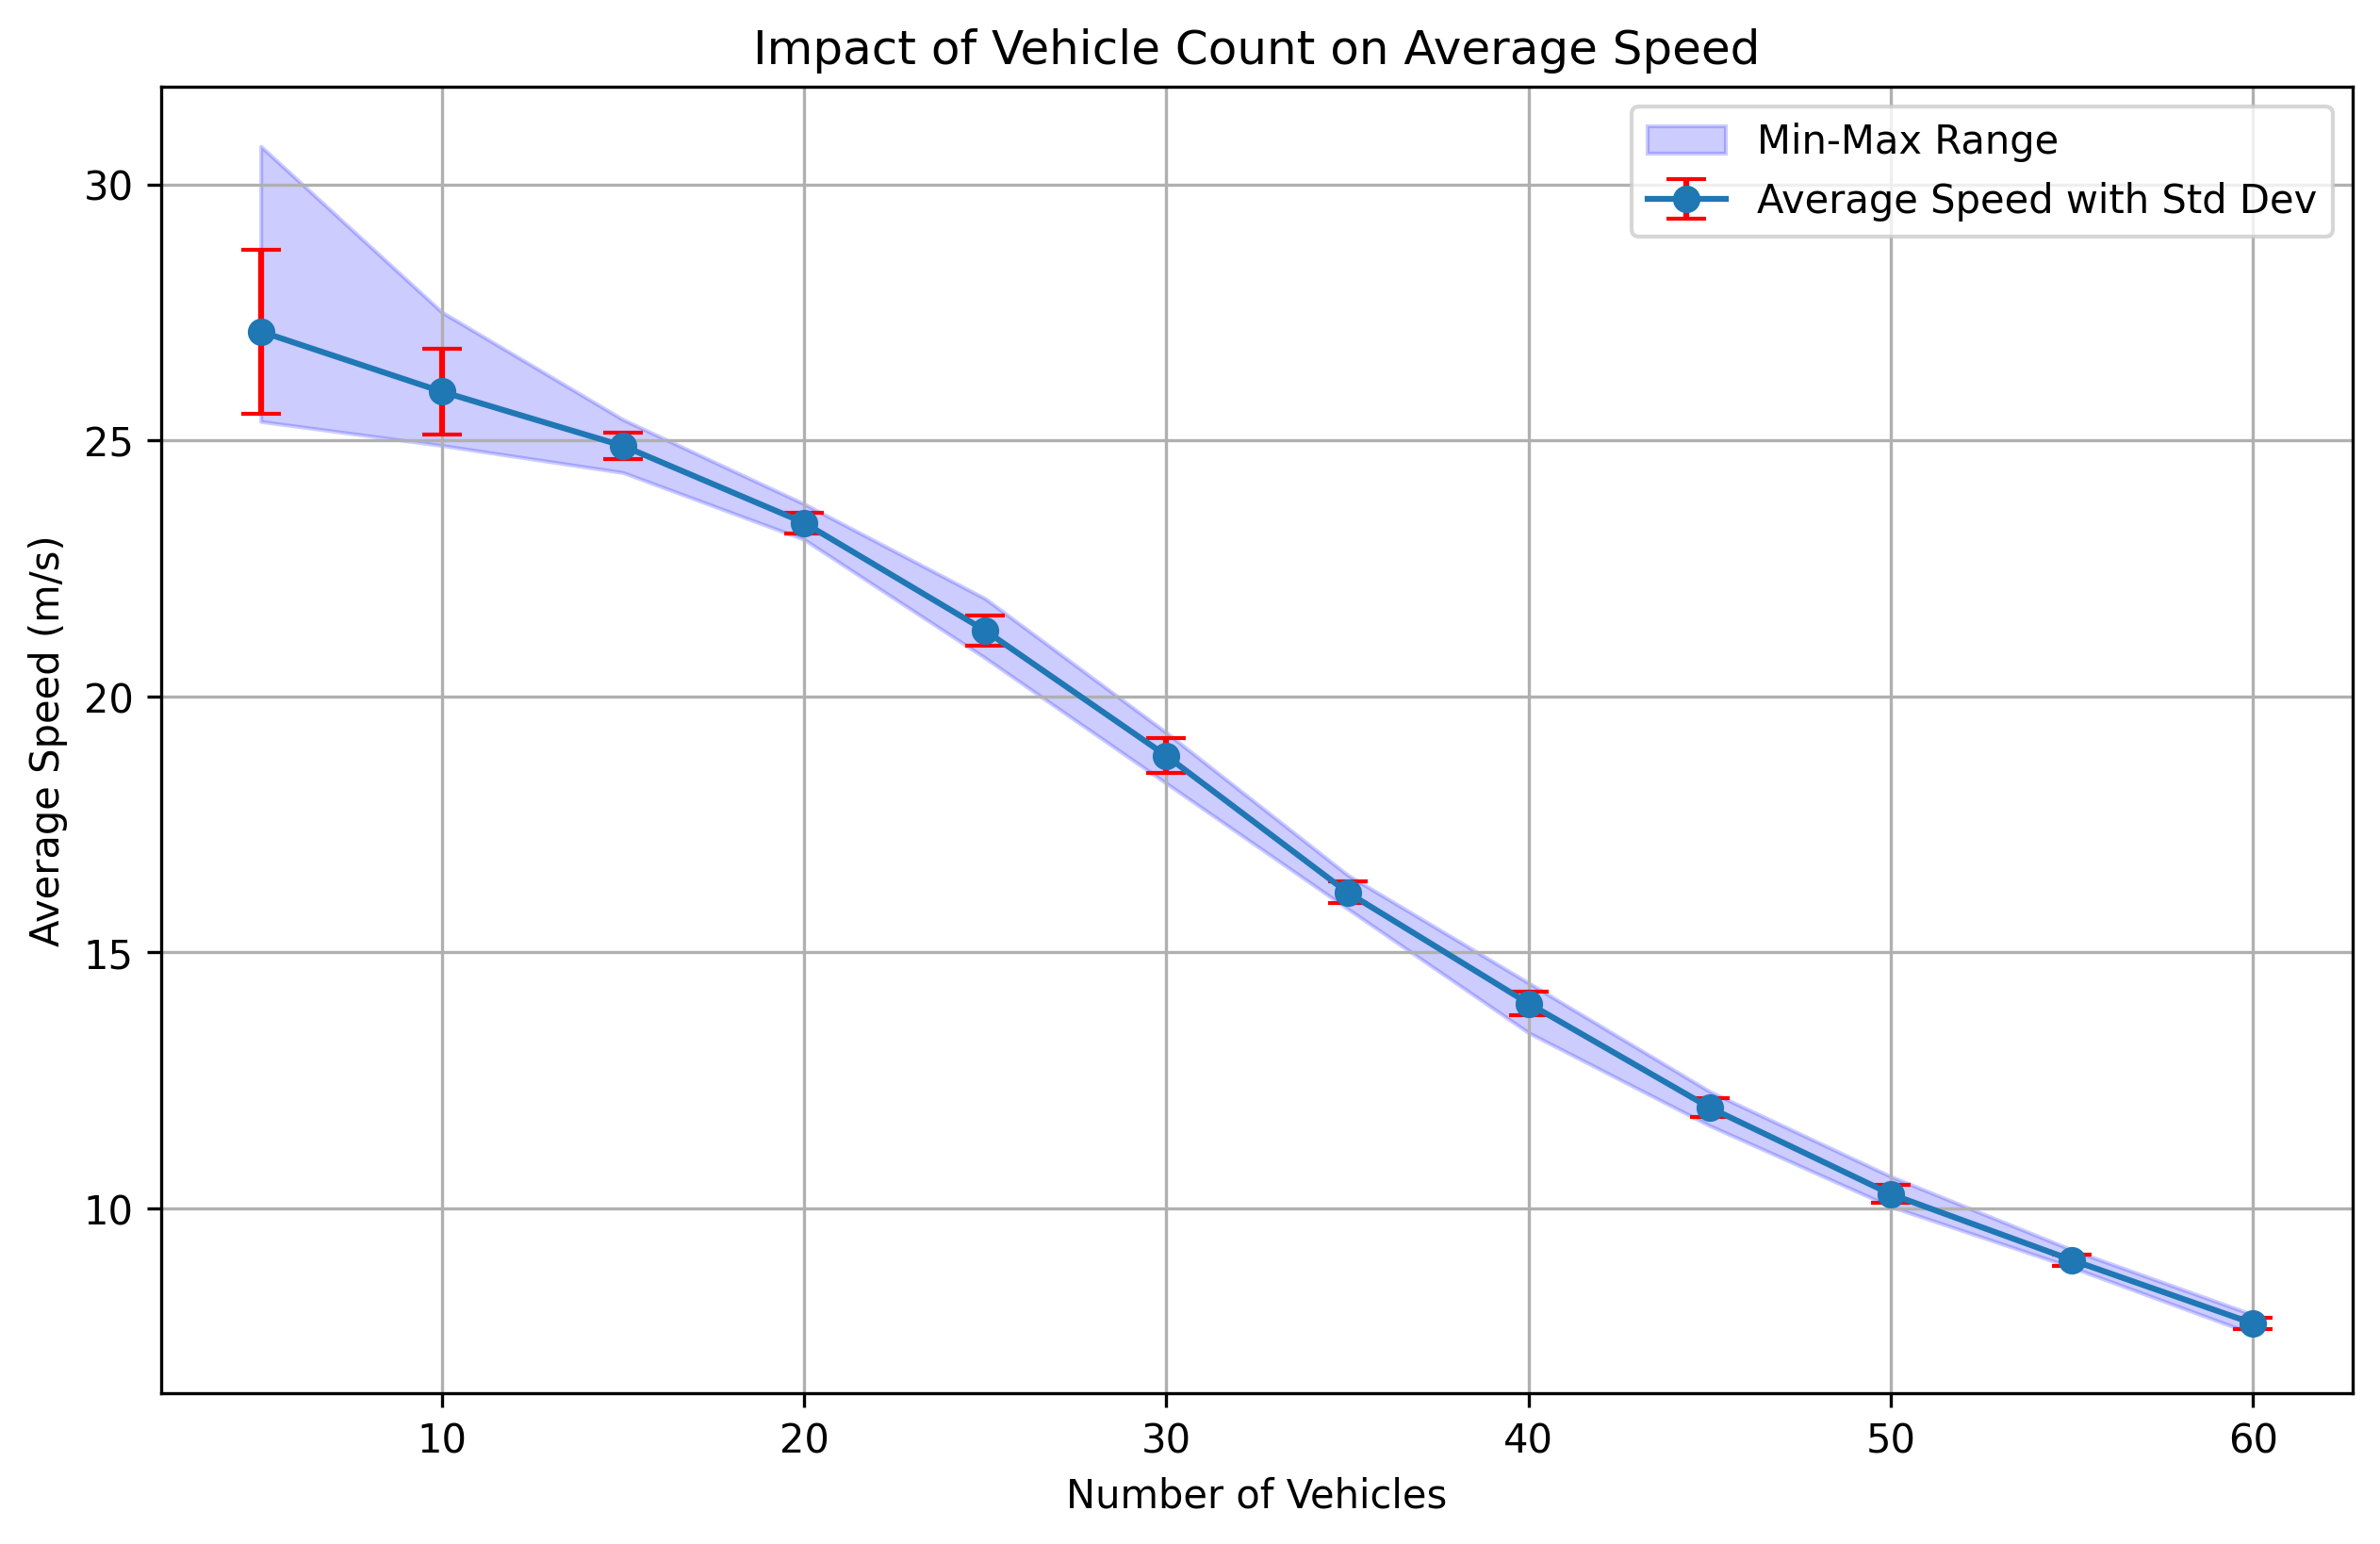 Impact of Vehicle Count on Average Speed
Min-Max Range
Average Speed with Std Dev
Average Speed (m/s)
30
25
20
15
10
10
20
30
40
50
60
Number of Vehicles